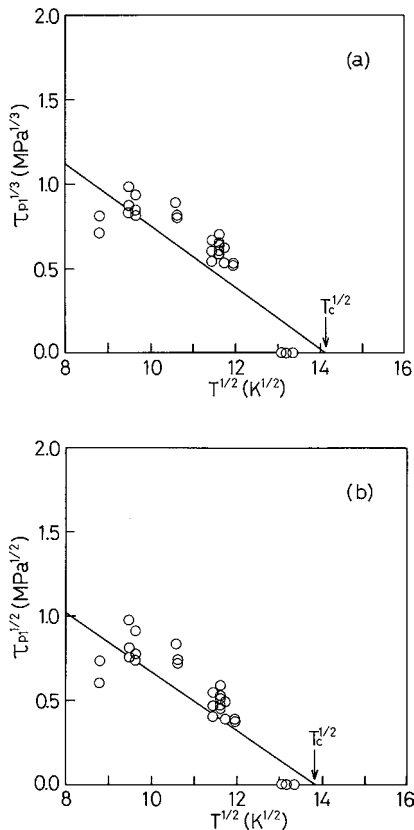 (a)
2.0
1.5
1.0
0.5
0.0
τp1^1/3 (MPa^1/3)
Tc^1/2
8 10 12 14 16
T^1/2 (K^1/2)
(b)
2.0
1.5
1.0
0.5
0.0
τp1^1/2 (MPa^1/2)
Tc^1/2
8 10 12 14 16
T^1/2 (K^1/2)